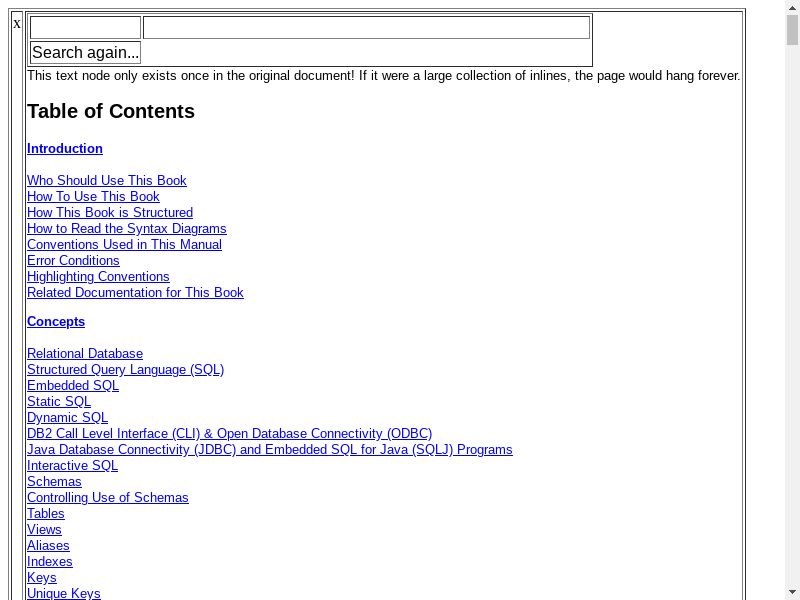 x
Search again...
This text node only exists once in the original document! If it were a large collection of inlines, the page would hang forever.
Table of Contents
Introduction
Who Should Use This Book
How To Use This Book
How This Book is Structured
How to Read the Syntax Diagrams
Conventions Used in This Manual
Error Conditions
Highlighting Conventions
Related Documentation for This Book
Concepts
Relational Database
Structured Query Language (SQL)
Embedded SQL
Static SQL
Dynamic SQL
DB2 Call Level Interface (CLI) & Open Database Connectivity (ODBC)
Java Database Connectivity (JDBC) and Embedded SQL for Java (SQLJ) Programs
Interactive SQL
Schemas
Controlling Use of Schemas
Tables
Views
Aliases
Indexes
Keys
Unique Keys